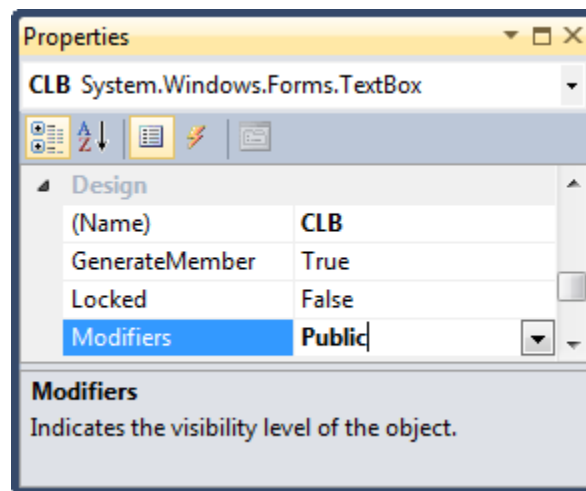 Properties
CLB System.Windows.Forms.TextBox
A
Z
Design
(Name) CLB
GenerateMember True
Locked False
Modifiers Public
Modifiers
Indicates the visibility level of the object.